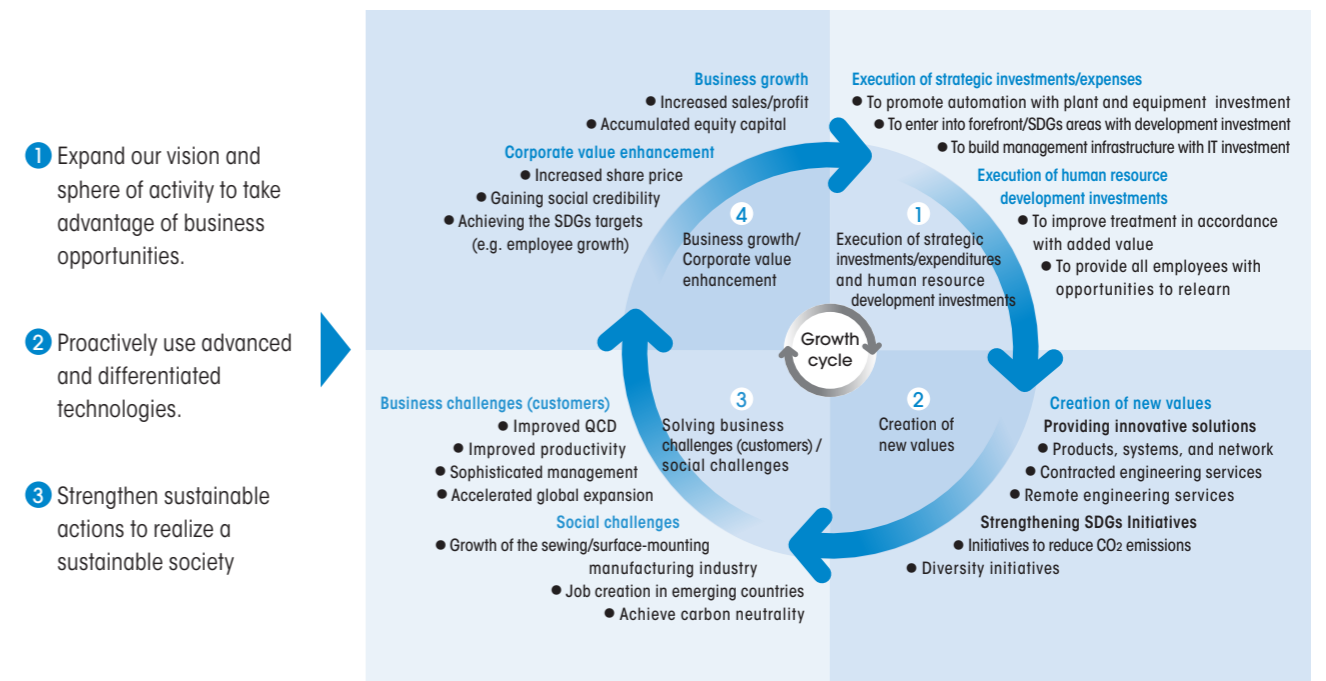 1 Expand our vision and
sphere of activity to take
advantage of business
opportunities.
2 Proactively use advanced
and differentiated
technologies.
3 Strengthen sustainable
actions to realize a
sustainable society
Business growth
● Increased sales/profit
● Accumulated equity capital
Corporate value enhancement
● Increased share price
● Gaining social credibility
● Achieving the SDGs targets
(e.g. employee growth)
4
Business growth/
Corporate value
enhancement
Execution of strategic investments/expenses
● To promote automation with plant and equipment investment
● To enter into forefront/SDGs areas with development investment
● To build management infrastructure with IT investment
Execution of human resource
development investments
● To improve treatment in accordance
with added value
● To provide all employees with
opportunities to relearn
1
Execution of strategic
investments/expenditures
and human resource
development investments
Growth
cycle
Business challenges (customers)
● Improved QCD
● Improved productivity
● Sophisticated management
● Accelerated global expansion
Social challenges
● Growth of the sewing/surface-mounting
manufacturing industry
● Job creation in emerging countries
● Achieve carbon neutrality
3
Solving business
challenges (customers) /
social challenges
2
Creation of
new values
Creation of new values
Providing innovative solutions
● Products, systems, and network
● Contracted engineering services
● Remote engineering services
Strengthening SDGs Initiatives
● Initiatives to reduce CO2 emissions
● Diversity initiatives